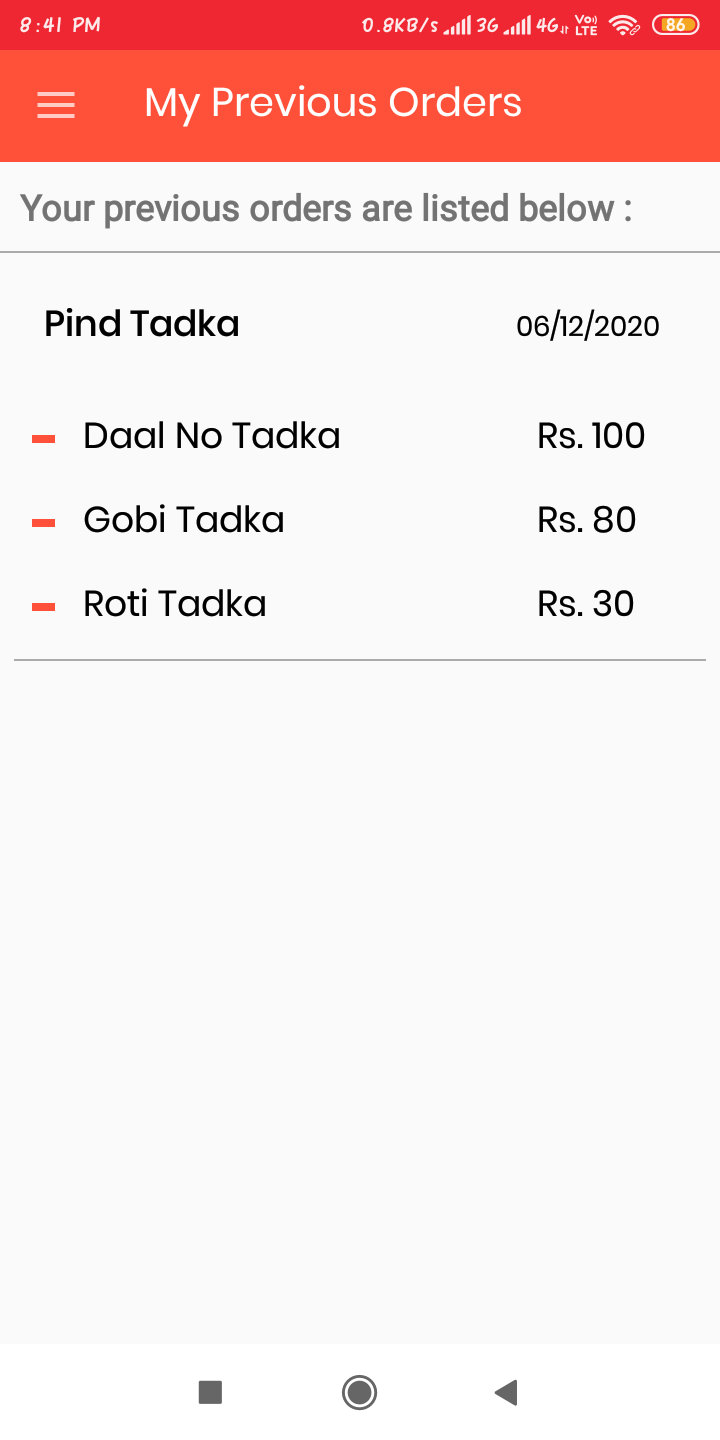 8:41 PM 0.8KB/s 3G 4G Vo) LTE 86
My Previous Orders
Your previous orders are listed below :
Pind Tadka 06/12/2020
Daal No Tadka Rs. 100
Gobi Tadka Rs. 80
Roti Tadka Rs. 30